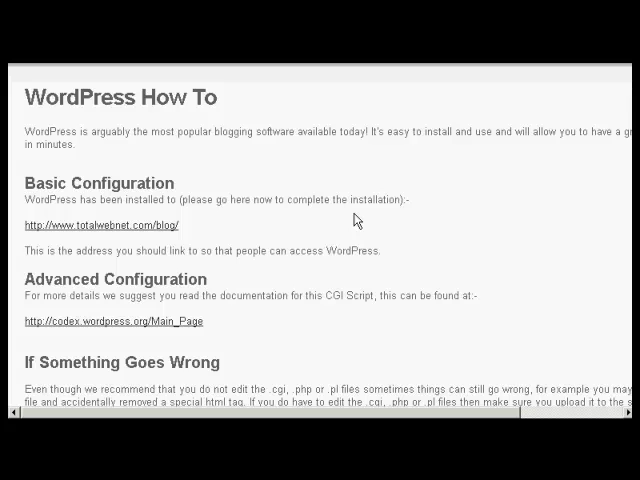 WordPress How To
WordPress is arguably the most popular blogging software available today! It's easy to install and use and will allow you to have a
in minutes.
Basic Configuration
WordPress has been installed to (please go here now to complete the installation):-
http://www.totalwebnet.com/blog/
This is the address you should link to so that people can access WordPress.
Advanced Configuration
For more details we suggest you read the documentation for this CGI Script, this can be found at:-
http://codex.wordpress.org/Main_Page
If Something Goes Wrong
Even though we recommend that you do not edit the .cgi, .php or .pl files sometimes things can still go wrong, for example you may
file and accidentally removed a special html tag. If you do have to edit the .cgi, .php or .pl files then make sure you upload it to the